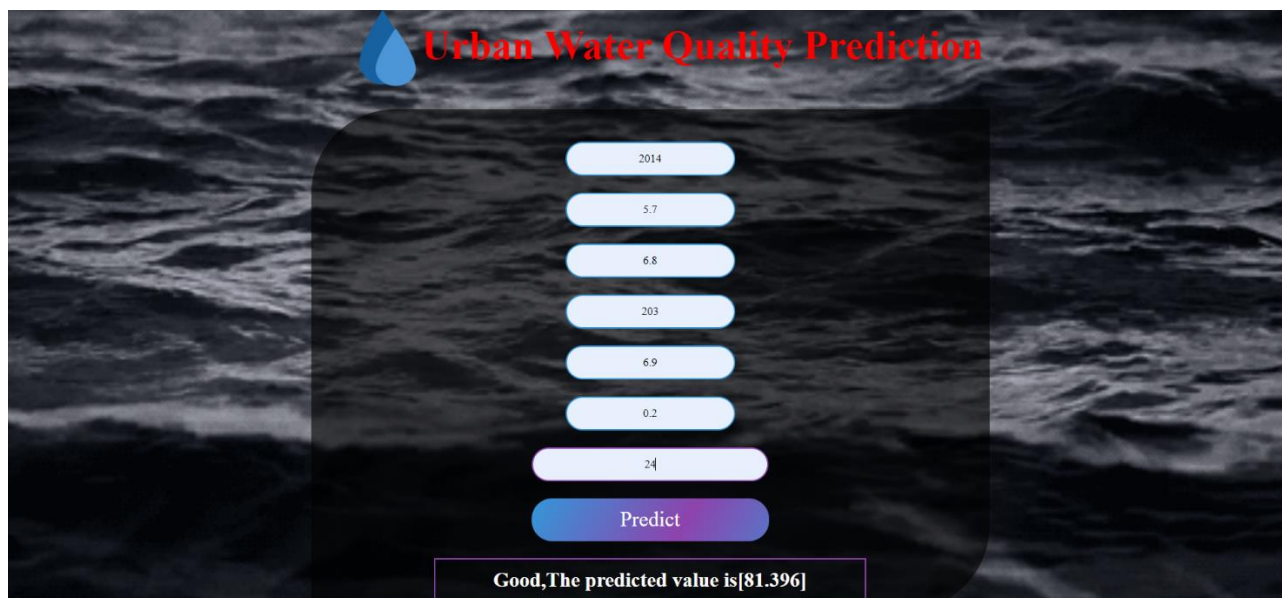 Urban Water Quality Prediction
2014
5.7
6.8
203
6.9
0.2
24
Predict
Good,The predicted value is[81.396]